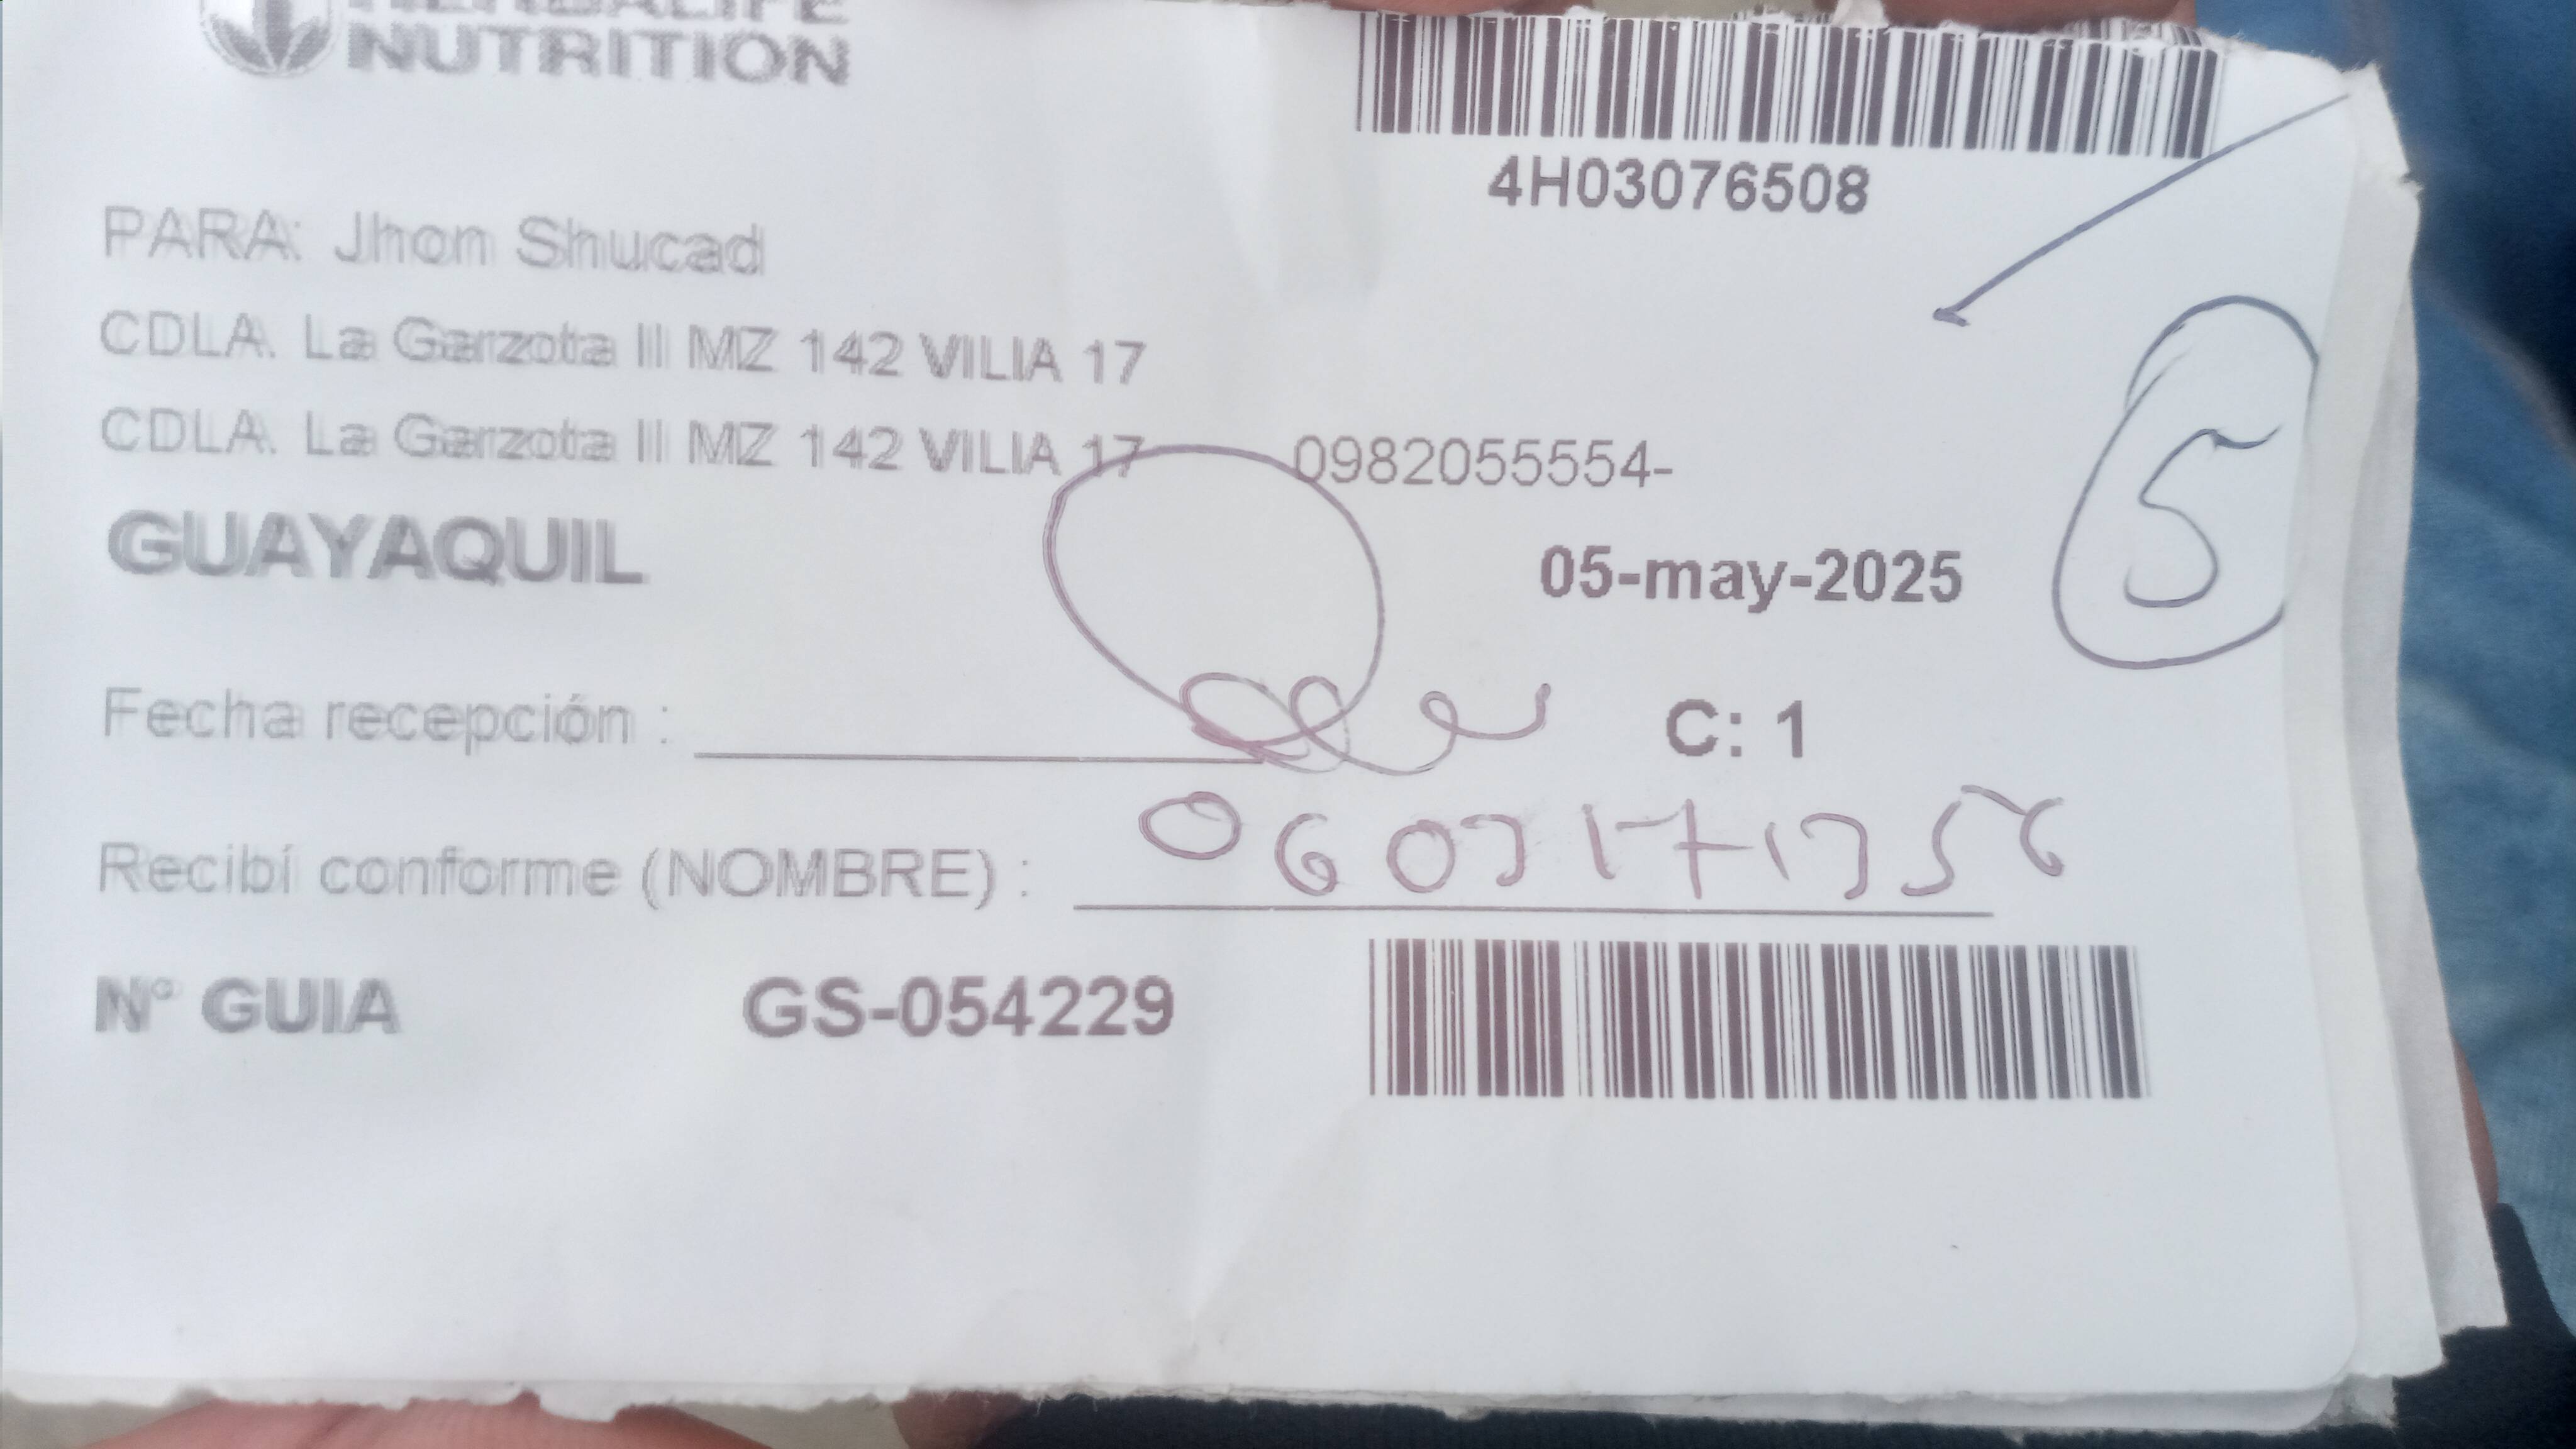 HERBALIFE
NUTRITION
4H03076508
PARA: Jhon Shucad
CDLA. La Garzota II MZ 142 VILIA 17
CDLA. La Garzota II MZ 142 VILIA 17 0982055554-
GUAYAQUIL
05-may-2025
5
Fecha recepción :
C: 1
Recibí conforme (NOMBRE) :
N° GUIA GS-054229